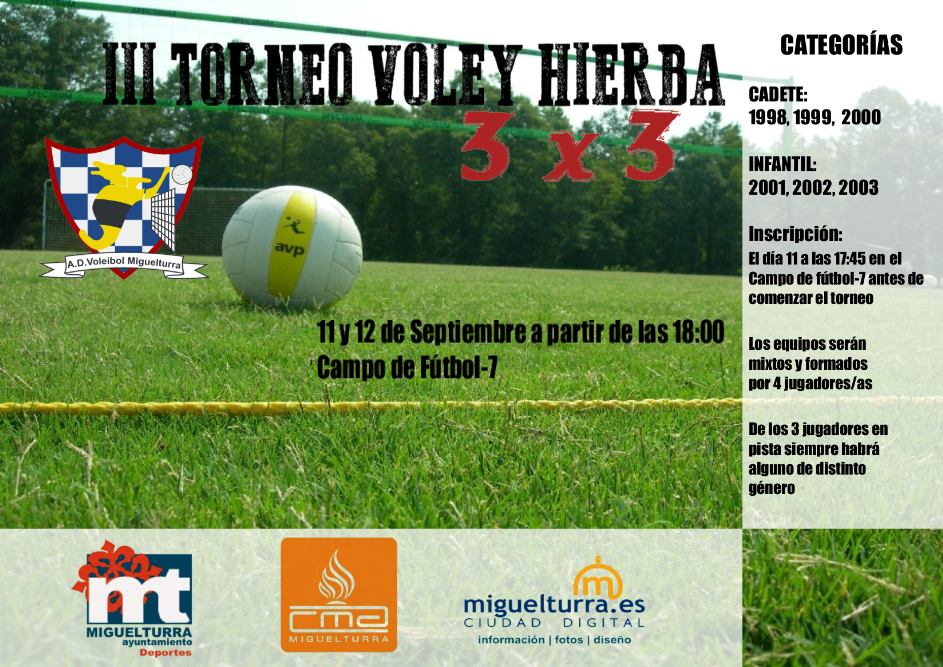 SPECTRUM
SPECTRUM
SPECTRUM
III TORNEO VOLEY HIERBA
3 x 3
A.D.Voleibol Miguelturra
avp
11 y 12 de Septiembre a partir de las 18:00
Campo de Fútbol-7
CATEGORÍAS
CADETE:
1998, 1999, 2000
INFANTIL:
2001, 2002, 2003
Inscripción:
El día 11 a las 17:45 en el
Campo de fútbol-7 antes de
comenzar el torneo
Los equipos serán
mixtos y formados
por 4 jugadores/as
De los 3 jugadores en
pista siempre habrá
alguno de distinto
género
mt
MIGUELTURRA
ayuntamiento
Deportes
cmd
MIGUELTURRA
m
miguelturra.es
CIUDAD DIGITAL
información | fotos | diseño